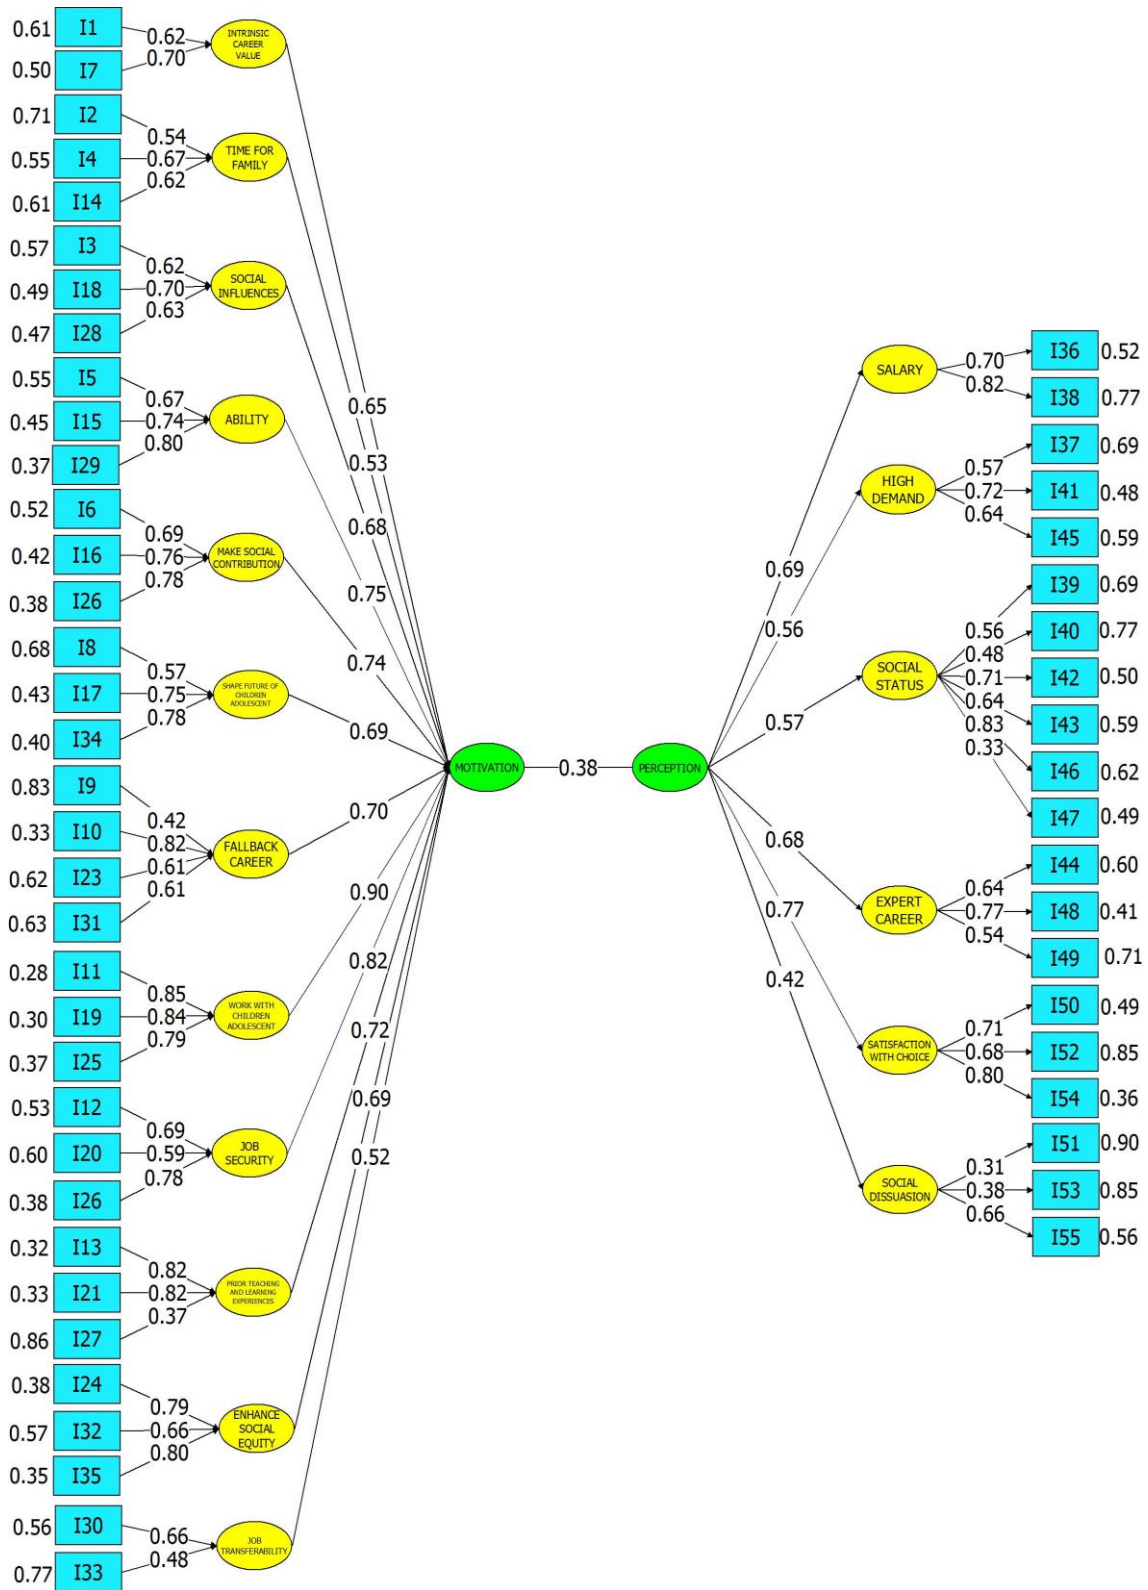 0.61 I1 0.62 INTRINSIC
CAREER
VALUE
0.50 I7 0.70
0.71 I2 0.54
0.55 I4 0.67 TIME FOR
FAMILY
0.61 I14 0.62
0.57 I3 0.62
0.49 I18 0.70 SOCIAL
INFLUENCES
0.47 I28 0.63
0.55 I5 0.67
0.45 I15 0.74 ABILITY
0.37 I29 0.80
0.52 I6 0.69
0.42 I16 0.76 MAKE SOCIAL
CONTRIBUTION
0.38 I26 0.78
0.68 I8 0.57
0.43 I17 0.75 SHAPE FUTURE OF
CHILDREN
ADOLESCENT
0.40 I34 0.78
0.83 I9 0.42
0.33 I10 0.82 FALLBACK
CAREER
0.62 I23 0.61
0.63 I31 0.61
0.28 I11 0.85
0.30 I19 0.84 WORK WITH
CHILDREN
ADOLESCENT
0.37 I25 0.79
0.53 I12 0.69
0.60 I20 0.59 JOB
SECURITY
0.38 I26 0.78
0.32 I13 0.82
0.33 I21 0.82 PRIOR TEACHING
AND LEARNING
EXPERIENCES
0.86 I27 0.37
0.38 I24 0.79
0.57 I32 0.66 ENHANCE
SOCIAL
EQUITY
0.35 I35 0.80
0.56 I30 0.66 JOB
TRANSFERABILITY
0.77 I33 0.48
0.65
0.53
0.68
0.75
0.74
0.69
0.70
0.90
0.82
0.72
0.69
0.52
MOTIVATION 0.38 PERCEPTION
0.69
0.56
0.57
0.68
0.77
0.42
SALARY 0.70 I36 0.52
0.82 I38 0.77
HIGH
DEMAND
0.57 I37 0.69
0.72 I41 0.48
0.64 I45 0.59
SOCIAL
STATUS
0.56 I39 0.69
0.48 I40 0.77
0.71 I42 0.50
0.64 I43 0.59
0.83 I46 0.62
0.33 I47 0.49
EXPERT
CAREER
0.64 I44 0.60
0.77 I48 0.41
0.54 I49 0.71
SATISFACTION
WITH CHOICE
0.71 I50 0.49
0.68 I52 0.85
0.80 I54 0.36
SOCIAL
DISSUASION
0.31 I51 0.90
0.38 I53 0.85
0.66 I55 0.56